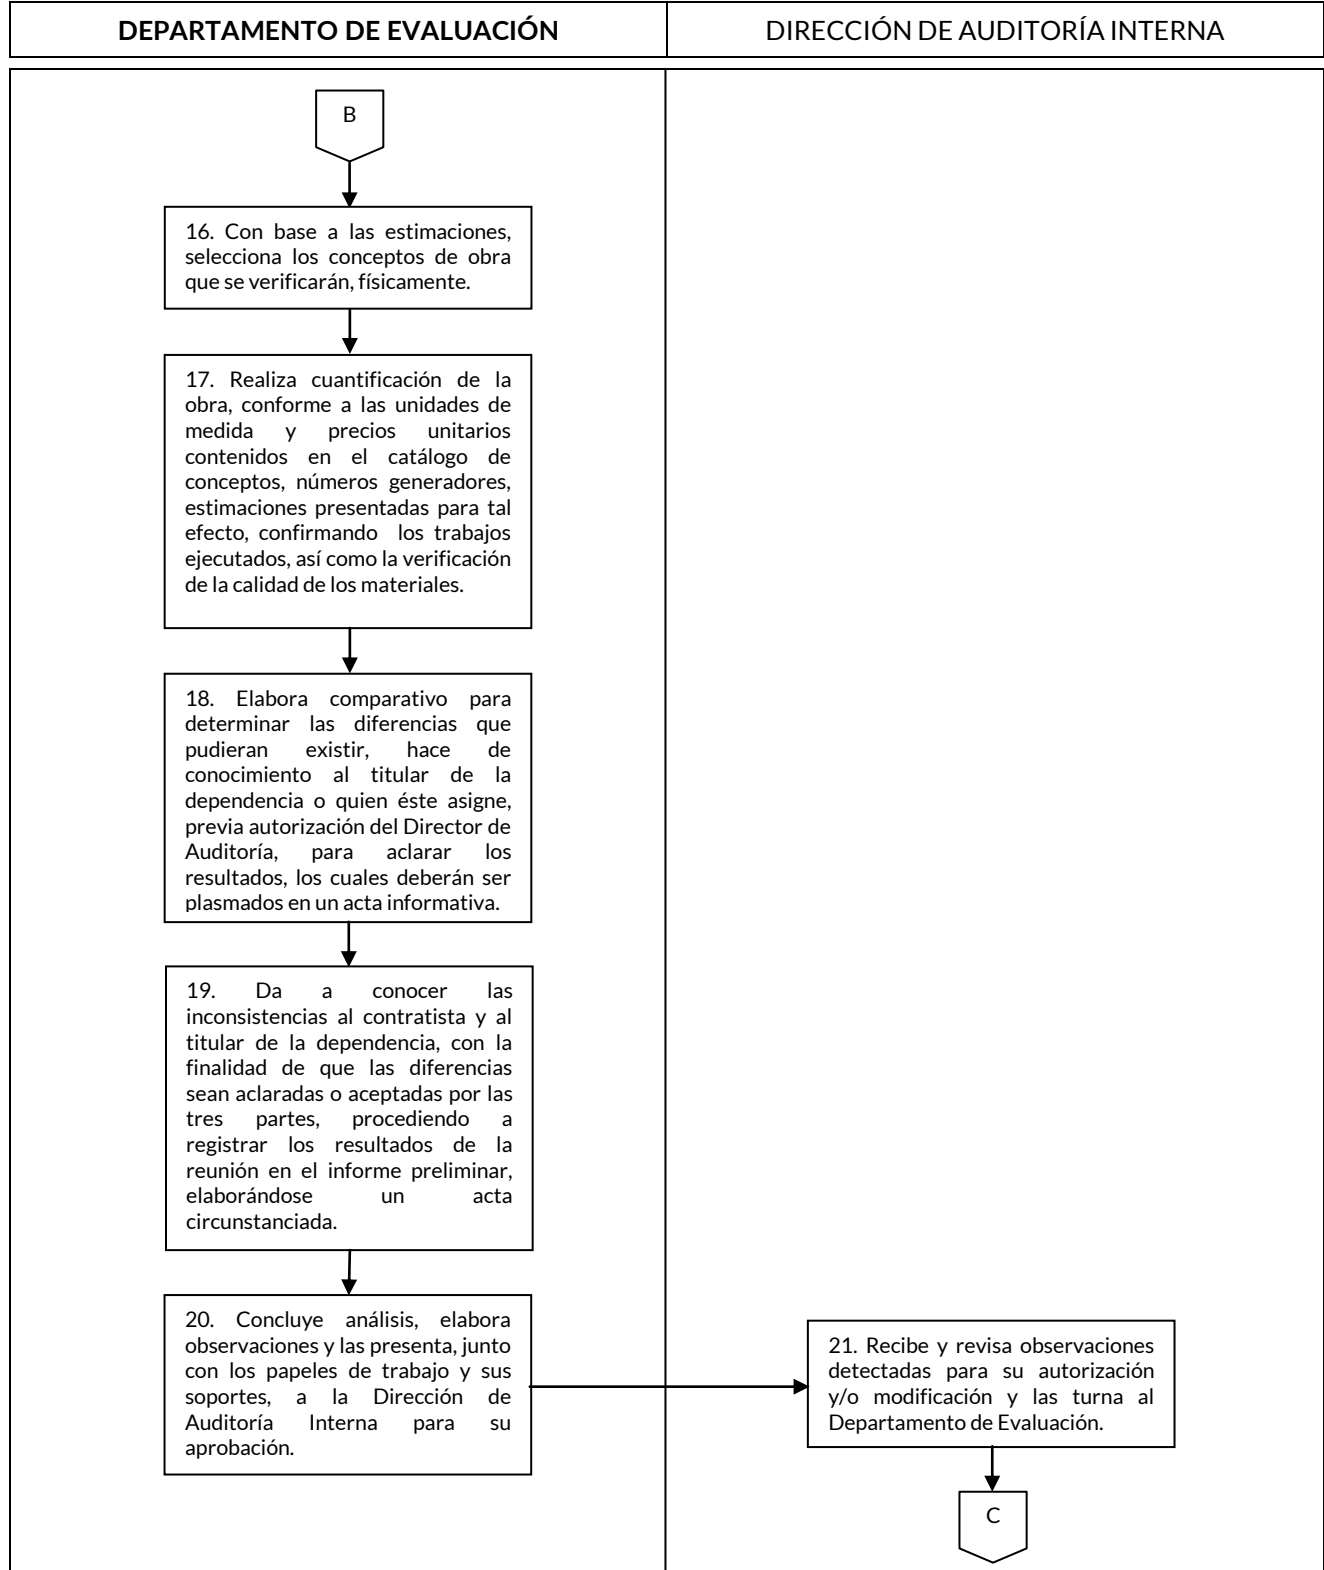 DEPARTAMENTO DE EVALUACIÓN
DIRECCIÓN DE AUDITORÍA INTERNA
B
16. Con base a las estimaciones,
selecciona los conceptos de obra
que se verificarán, físicamente.
17. Realiza cuantificación de la
obra, conforme a las unidades de
medida y precios unitarios
contenidos en el catálogo de
conceptos, números generadores,
estimaciones presentadas para tal
efecto, confirmando los trabajos
ejecutados, así como la verificación
de la calidad de los materiales.
18. Elabora comparativo para
determinar las diferencias que
pudieran existir, hace de
conocimiento al titular de la
dependencia o quien éste asigne,
previa autorización del Director de
Auditoría, para aclarar los
resultados, los cuales deberán ser
plasmados en un acta informativa.
19. Da a conocer las
inconsistencias al contratista y al
titular de la dependencia, con la
finalidad de que las diferencias
sean aclaradas o aceptadas por las
tres partes, procediendo a
registrar los resultados de la
reunión en el informe preliminar,
elaborándose un acta
circunstanciada.
20. Concluye análisis, elabora
observaciones y las presenta, junto
con los papeles de trabajo y sus
soportes, a la Dirección de
Auditoría Interna para su
aprobación.
21. Recibe y revisa observaciones
detectadas para su autorización
y/o modificación y las turna al
Departamento de Evaluación.
C